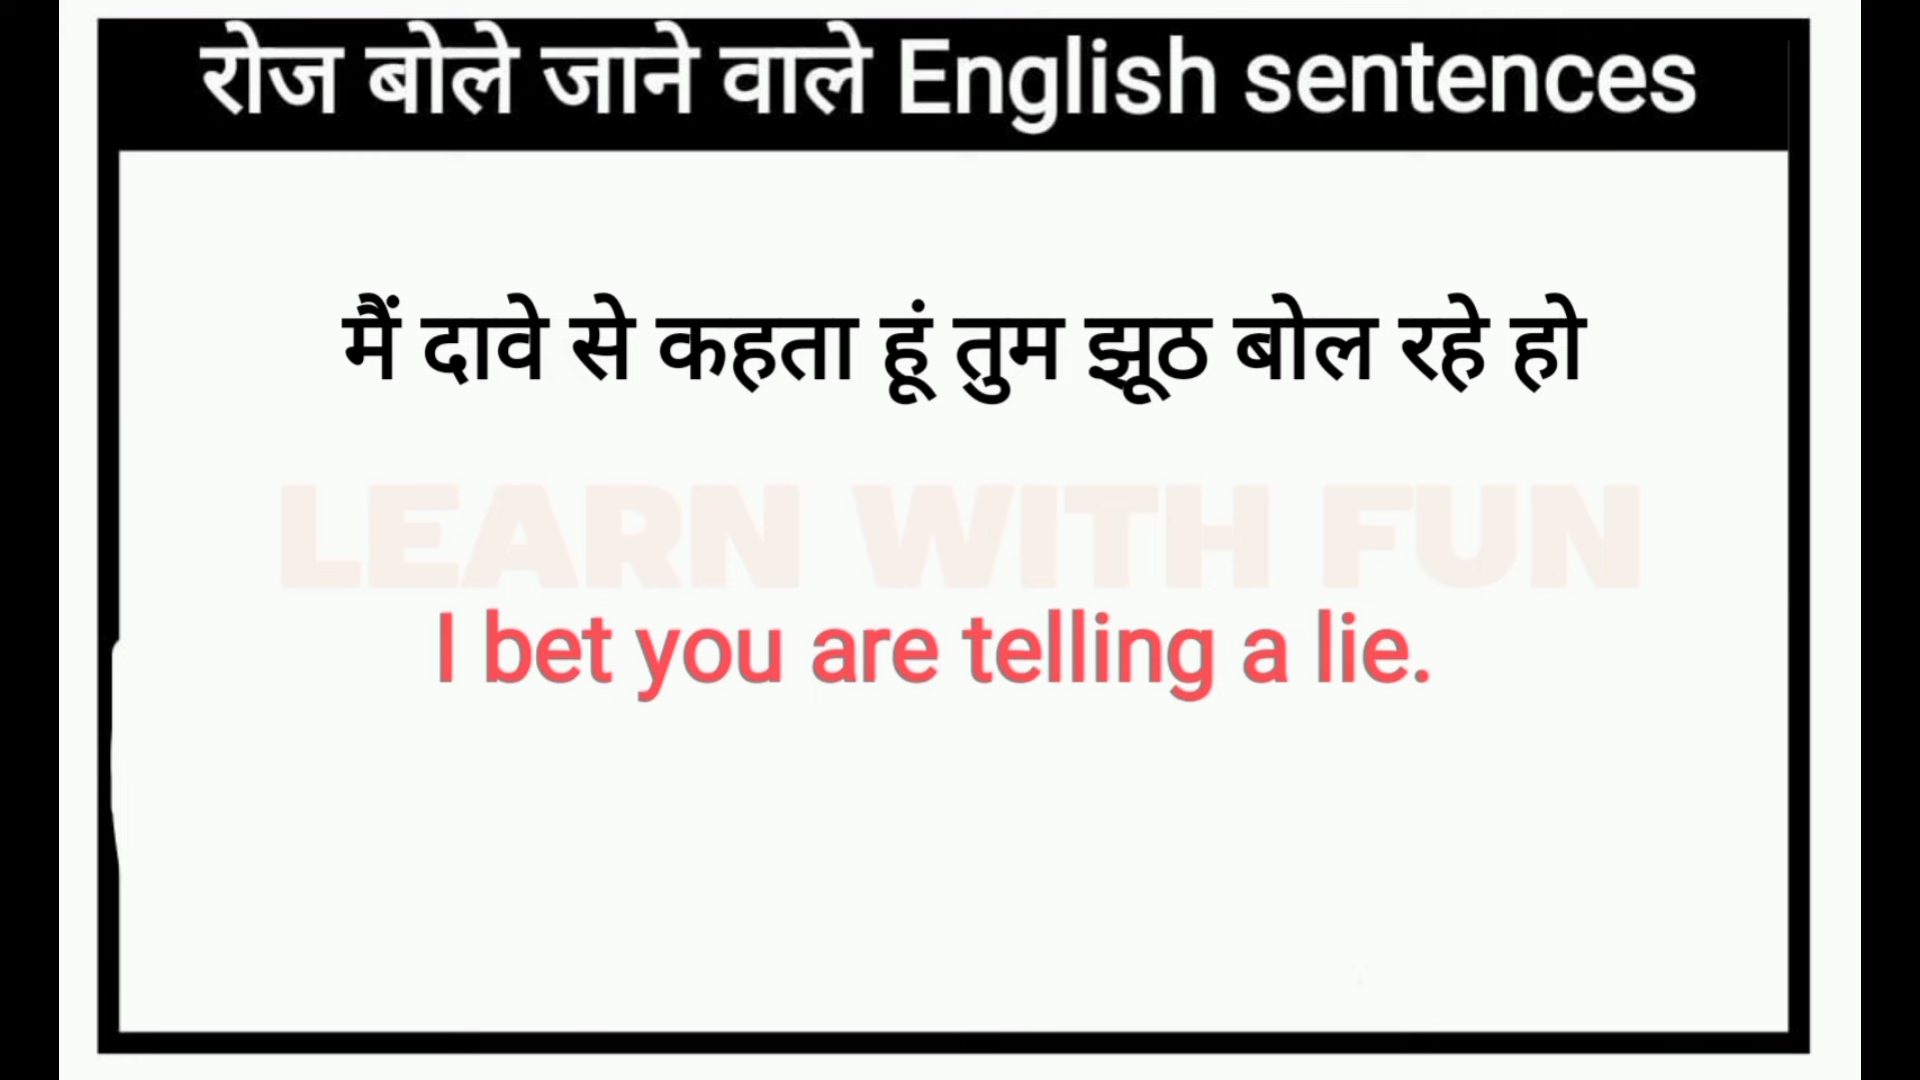 रोज बोले जाने वाले English sentences
मैं दावे से कहता हूं तुम झूठ बोल रहे हो
LEARN WITH FUN
I bet you are telling a lie.